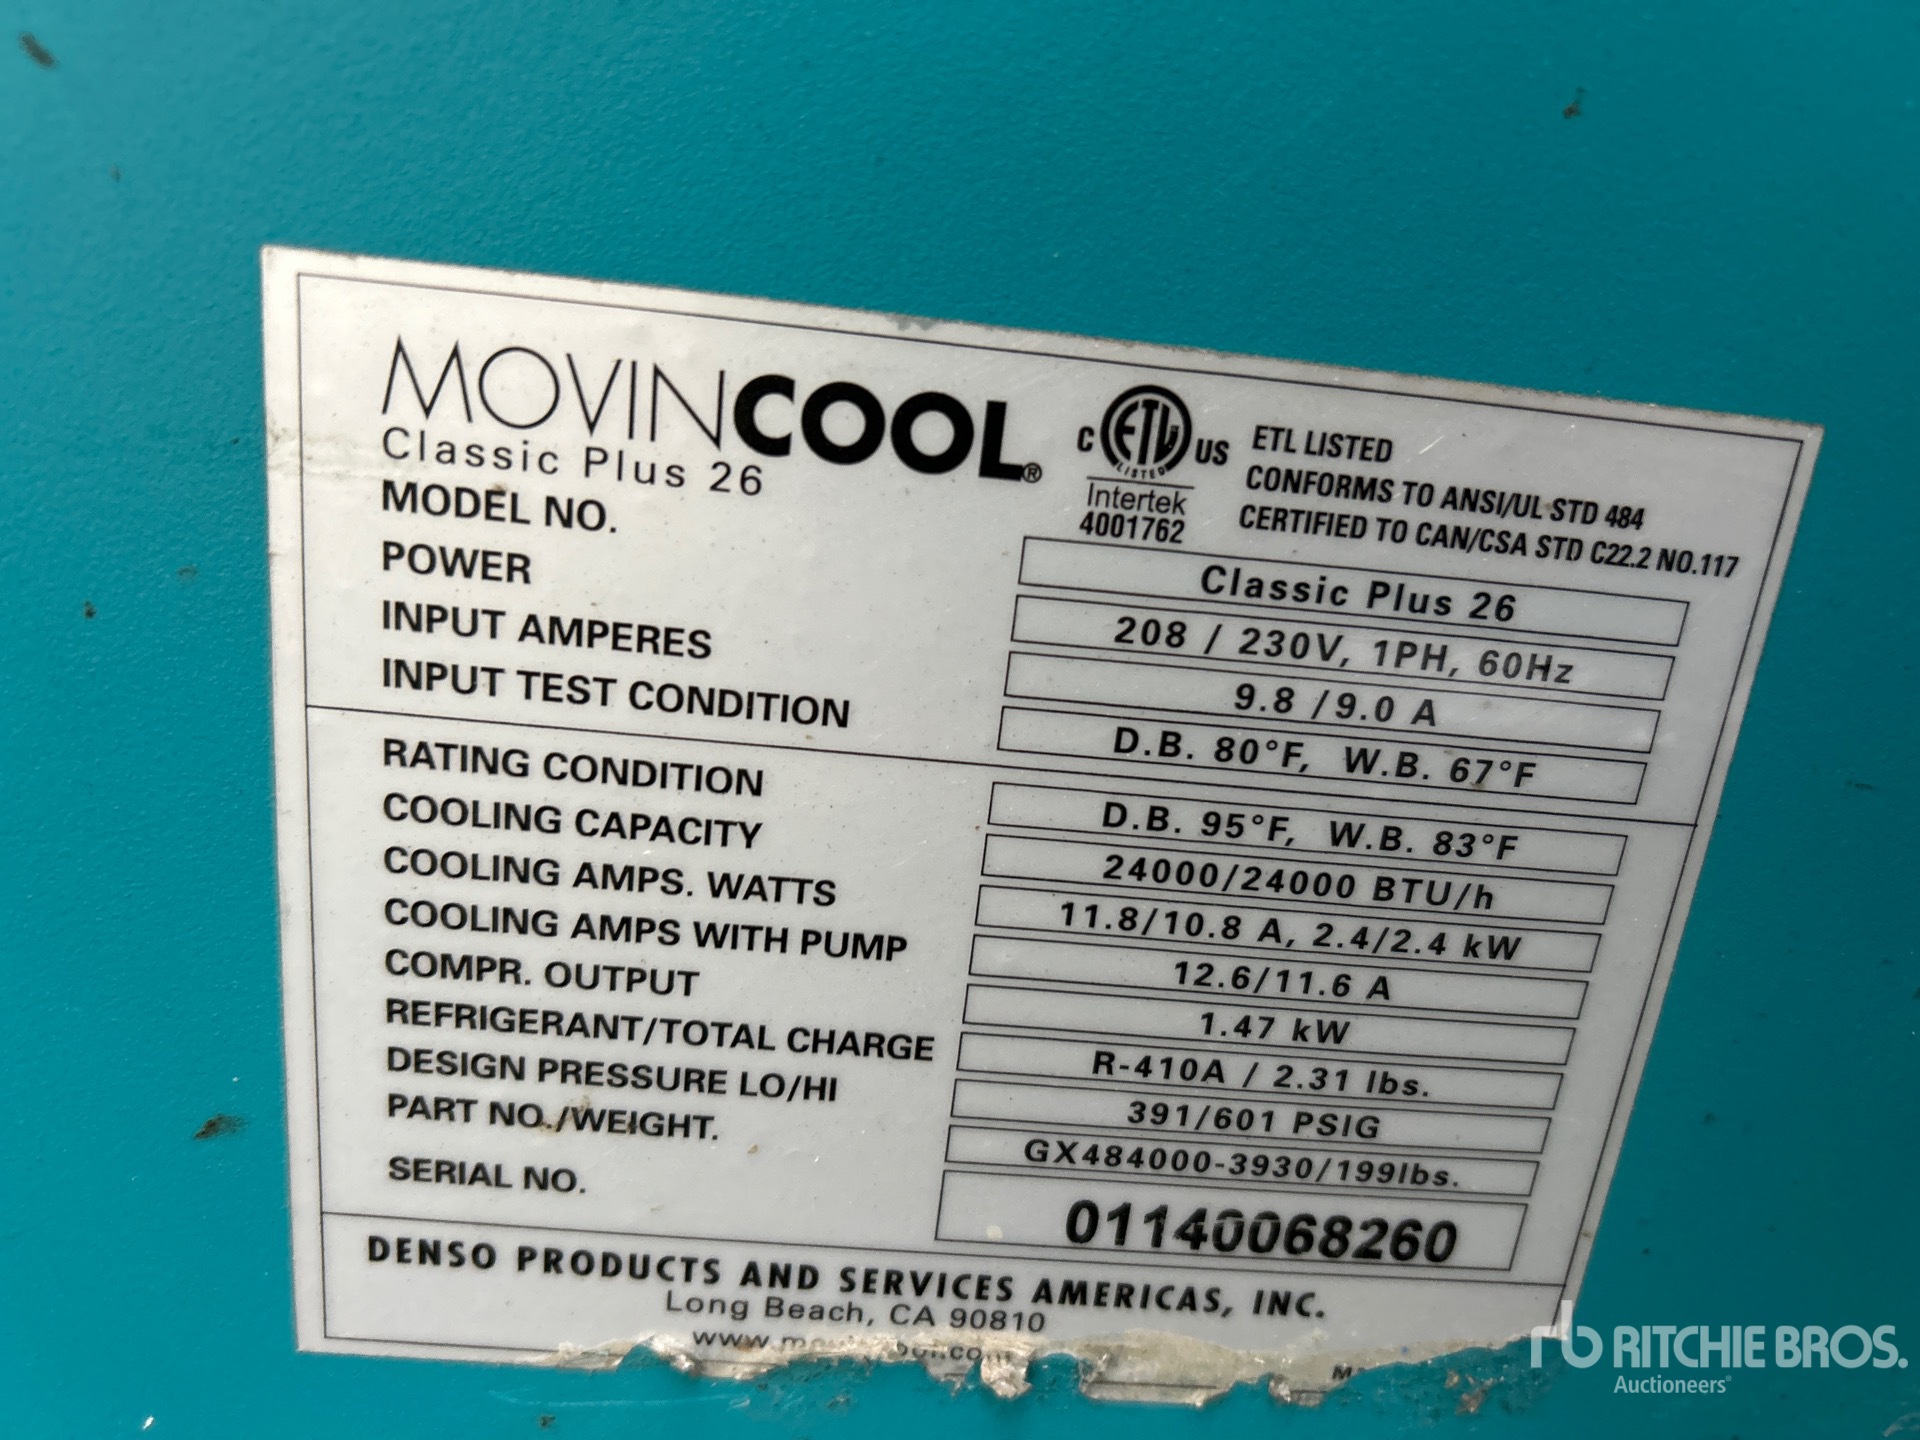 MOVINCOOL®
Classic Plus 26
C ETL LISTED US
Intertek
4001762
ETL LISTED
CONFORMS TO ANSI/UL STD 484
CERTIFIED TO CAN/CSA STD C22.2 NO.117
MODEL NO. Classic Plus 26
POWER 208 / 230V, 1PH, 60Hz
INPUT AMPERES 9.8 /9.0 A
INPUT TEST CONDITION D.B. 80°F, W.B. 67°F
RATING CONDITION D.B. 95°F, W.B. 83°F
COOLING CAPACITY 24000/24000 BTU/h
COOLING AMPS. WATTS 11.8/10.8 A, 2.4/2.4 kW
COOLING AMPS WITH PUMP 12.6/11.6 A
COMPR. OUTPUT 1.47 kW
REFRIGERANT/TOTAL CHARGE R-410A / 2.31 lbs.
DESIGN PRESSURE LO/HI 391/601 PSIG
PART NO./WEIGHT. GX484000-3930/199lbs.
SERIAL NO. 01140068260
DENSO PRODUCTS AND SERVICES AMERICAS, INC.
Long Beach, CA 90810
rb RITCHIE BROS.
Auctioneers